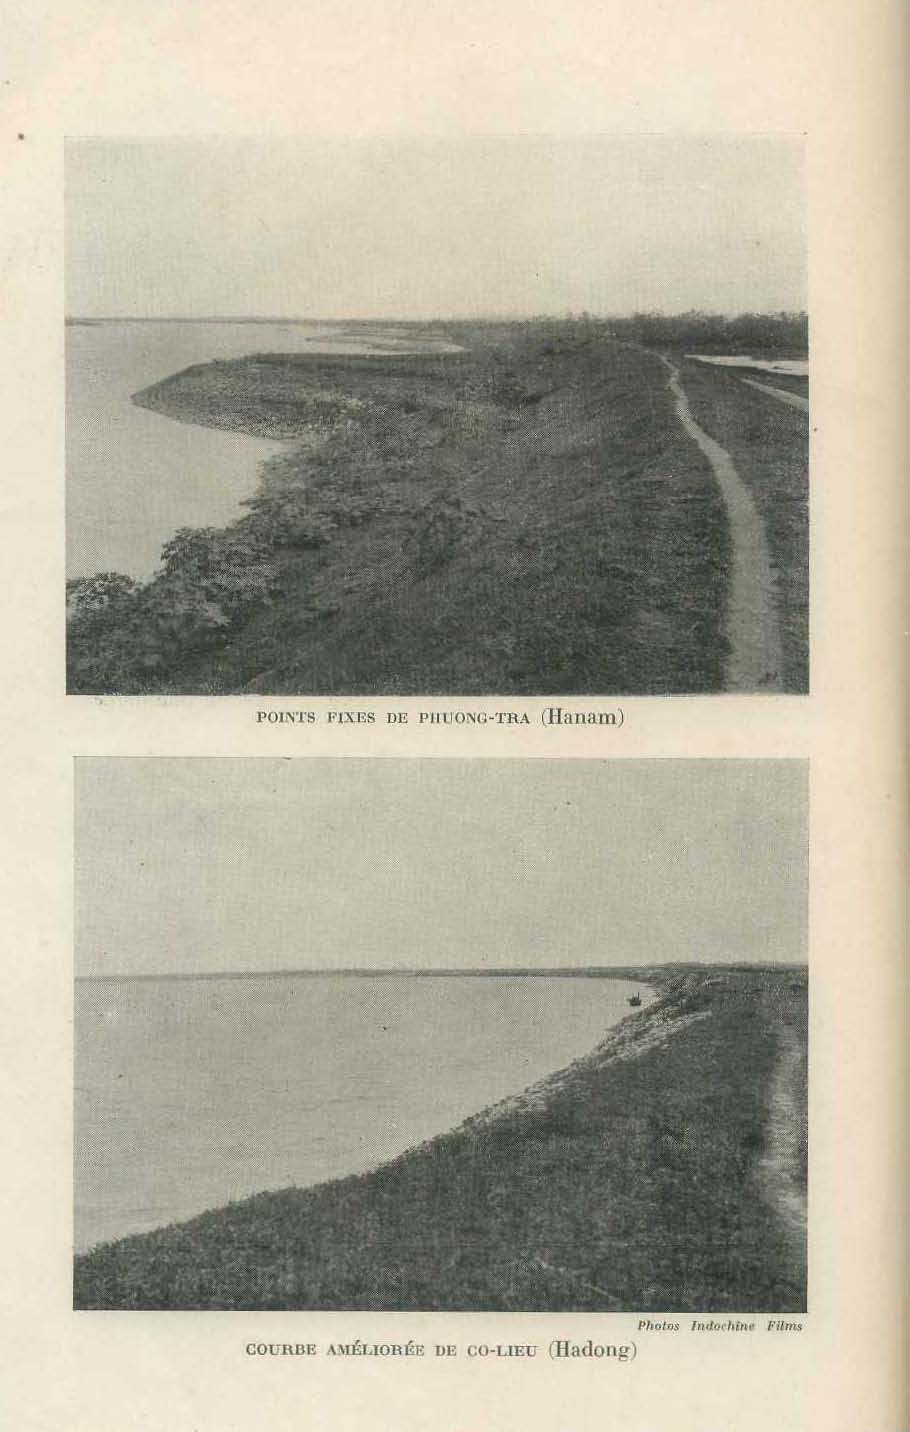 POINTS FIXES DE PHUONG-TRA (Hanam)
Photos Indochine Films
COURBE AMÉLIORÉE DE CO-LIEU (Hadong)